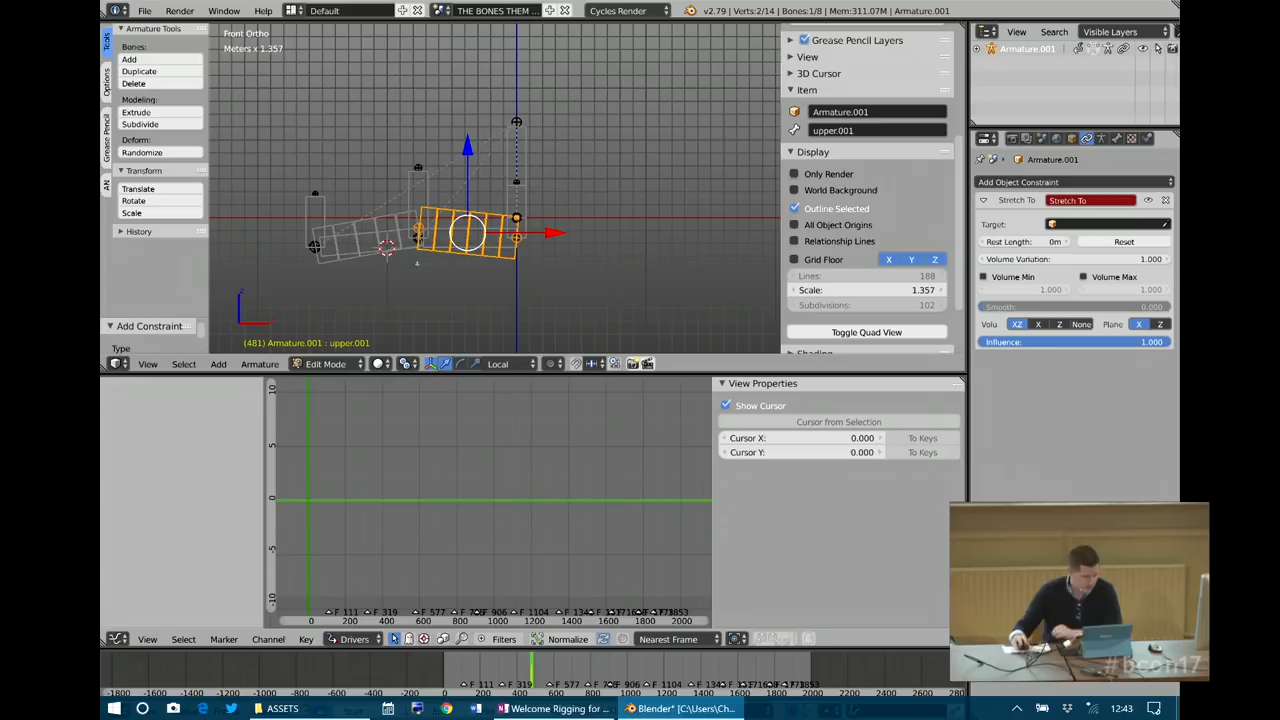 File Render Window Help Default THE BONES THEM Cycles Render v2.79 | Verts:2/14 | Bones:1/8 | Mem:311.07M | Armature.001
Tools
Options
Grease Pencil
AN
Armature Tools
Bones:
Add
Duplicate
Delete
Modeling:
Extrude
Subdivide
Deform:
Randomize
Transform
Translate
Rotate
Scale
History
Add Constraint
Type
Front Ortho
Meters x 1.357
(481) Armature.001 : upper.001
View Select Add Armature Edit Mode Local
Grease Pencil Layers
View
3D Cursor
Item
Armature.001
upper.001
Display
Only Render
World Background
Outline Selected
All Object Origins
Relationship Lines
Grid Floor X Y Z
Lines: 188
Scale: 1.357
Subdivisions: 102
Toggle Quad View
View Search Visible Layers
Armature.001
Armature.001
Add Object Constraint
Stretch To Stretch To
Target:
Rest Length: 0m Reset
Volume Variation: 1.000
Volume Min Volume Max
1.000 1.000
Smooth: 0.000
Volu XZ X Z None Plane X Z
Influence: 1.000
10
5
0
-5
-10
F 111 F 319 F 577 F 906 F 1104
0 200 400 600 800 1000 1200 1400 1600 1800 2000
View Select Marker Channel Key Drivers Filters Normalize Nearest Frame
View Properties
Show Cursor
Cursor from Selection
Cursor X: 0.000 To Keys
Cursor Y: 0.000 To Keys
F 111 F 319 F 577 F 906 F 1104
-1800 -1600 -1400 -1200 -1000 -800 -600 -400 -200 0 200 400 600 800 1000 1200 1400 1600 1800 2000 2200 2400 2600
#bcon17
ASSETS Welcome Rigging for ... Blender* [C:\Users\Ch... 12:43